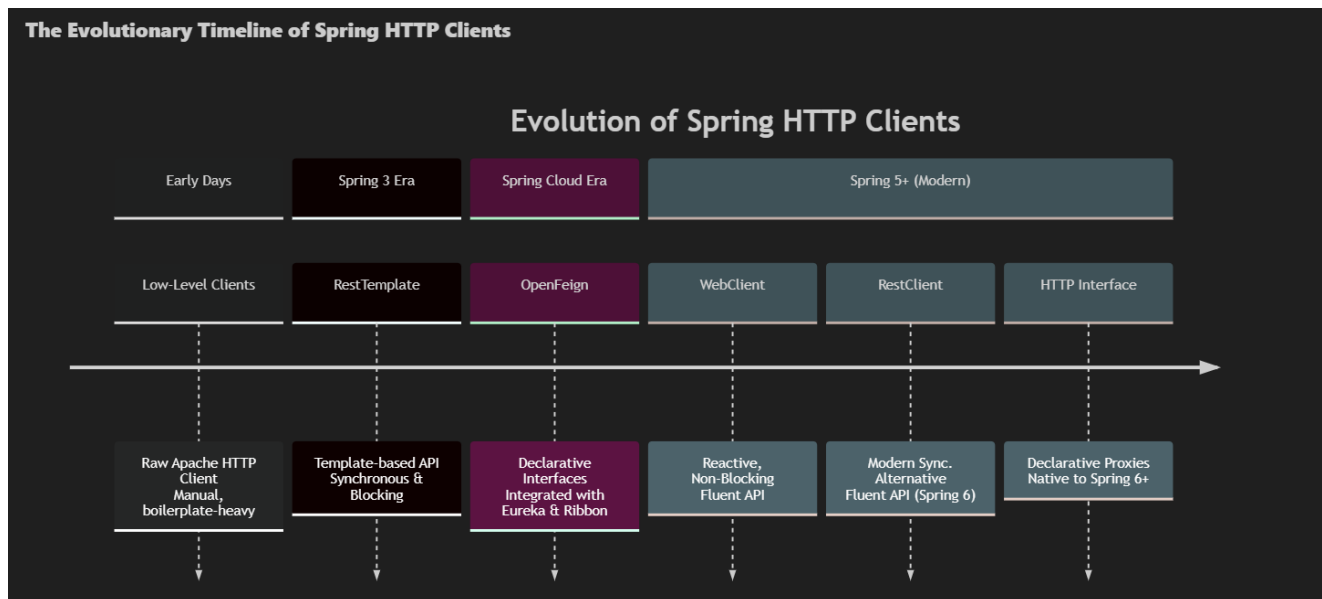 The Evolutionary Timeline of Spring HTTP Clients
Evolution of Spring HTTP Clients
Early Days
Spring 3 Era
Spring Cloud Era
Spring 5+ (Modern)
Low-Level Clients
RestTemplate
OpenFeign
WebClient
RestClient
HTTP Interface
Raw Apache HTTP
Client
Manual,
boilerplate-heavy
Template-based API
Synchronous &
Blocking
Declarative
Interfaces
Integrated with
Eureka & Ribbon
Reactive,
Non-Blocking
Fluent API
Modern Sync.
Alternative
Fluent API (Spring 6)
Declarative Proxies
Native to Spring 6+